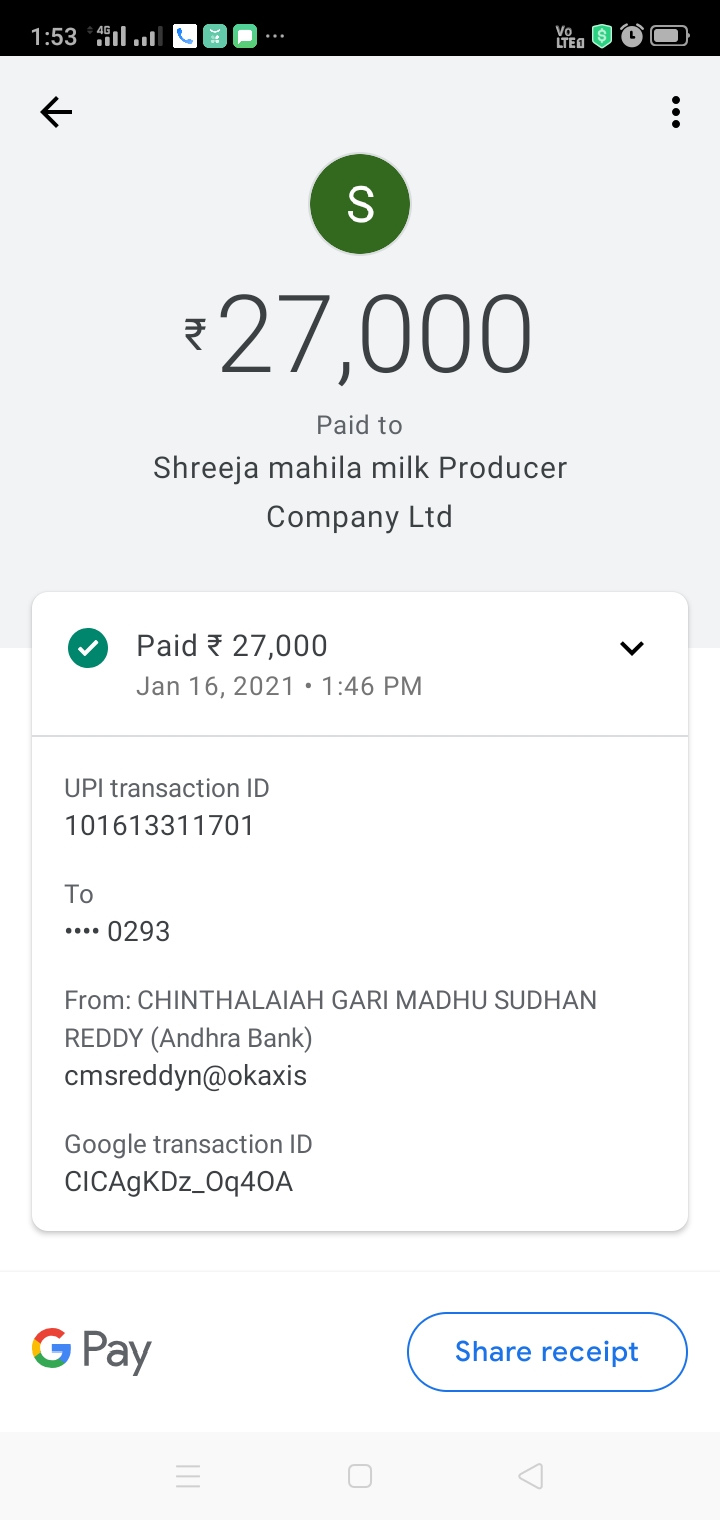 1:53 4G Vo LTE1
S
₹27,000
Paid to
Shreeja mahila milk Producer
Company Ltd
Paid ₹ 27,000
Jan 16, 2021 • 1:46 PM
UPI transaction ID
101613311701
To
•••• 0293
From: CHINTHALAIAH GARI MADHU SUDHAN
REDDY (Andhra Bank)
cmsreddyn@okaxis
Google transaction ID
CICAgKDz_Oq4OA
G Pay
Share receipt